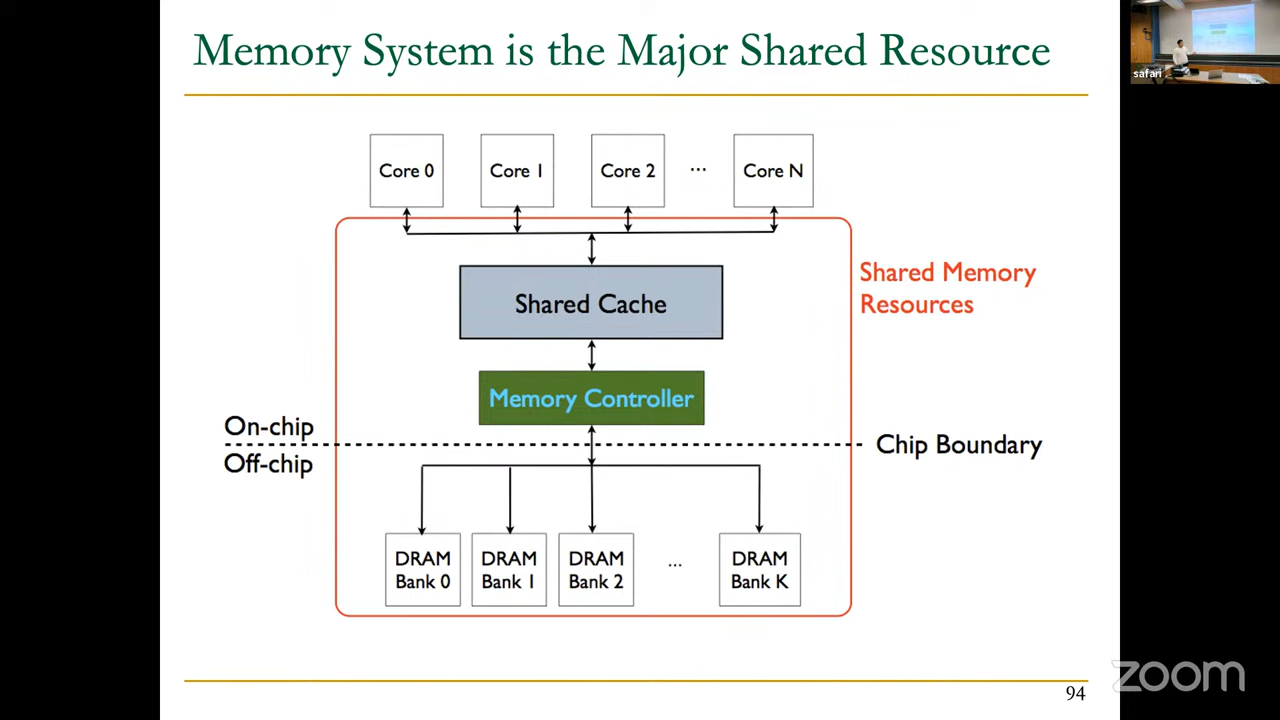 Memory System is the Major Shared Resource
safari
Core 0
Core 1
Core 2
...
Core N
Shared Memory
Resources
Shared Cache
Memory Controller
On-chip
Off-chip
Chip Boundary
DRAM
Bank 0
DRAM
Bank 1
DRAM
Bank 2
...
DRAM
Bank K
94
zoom